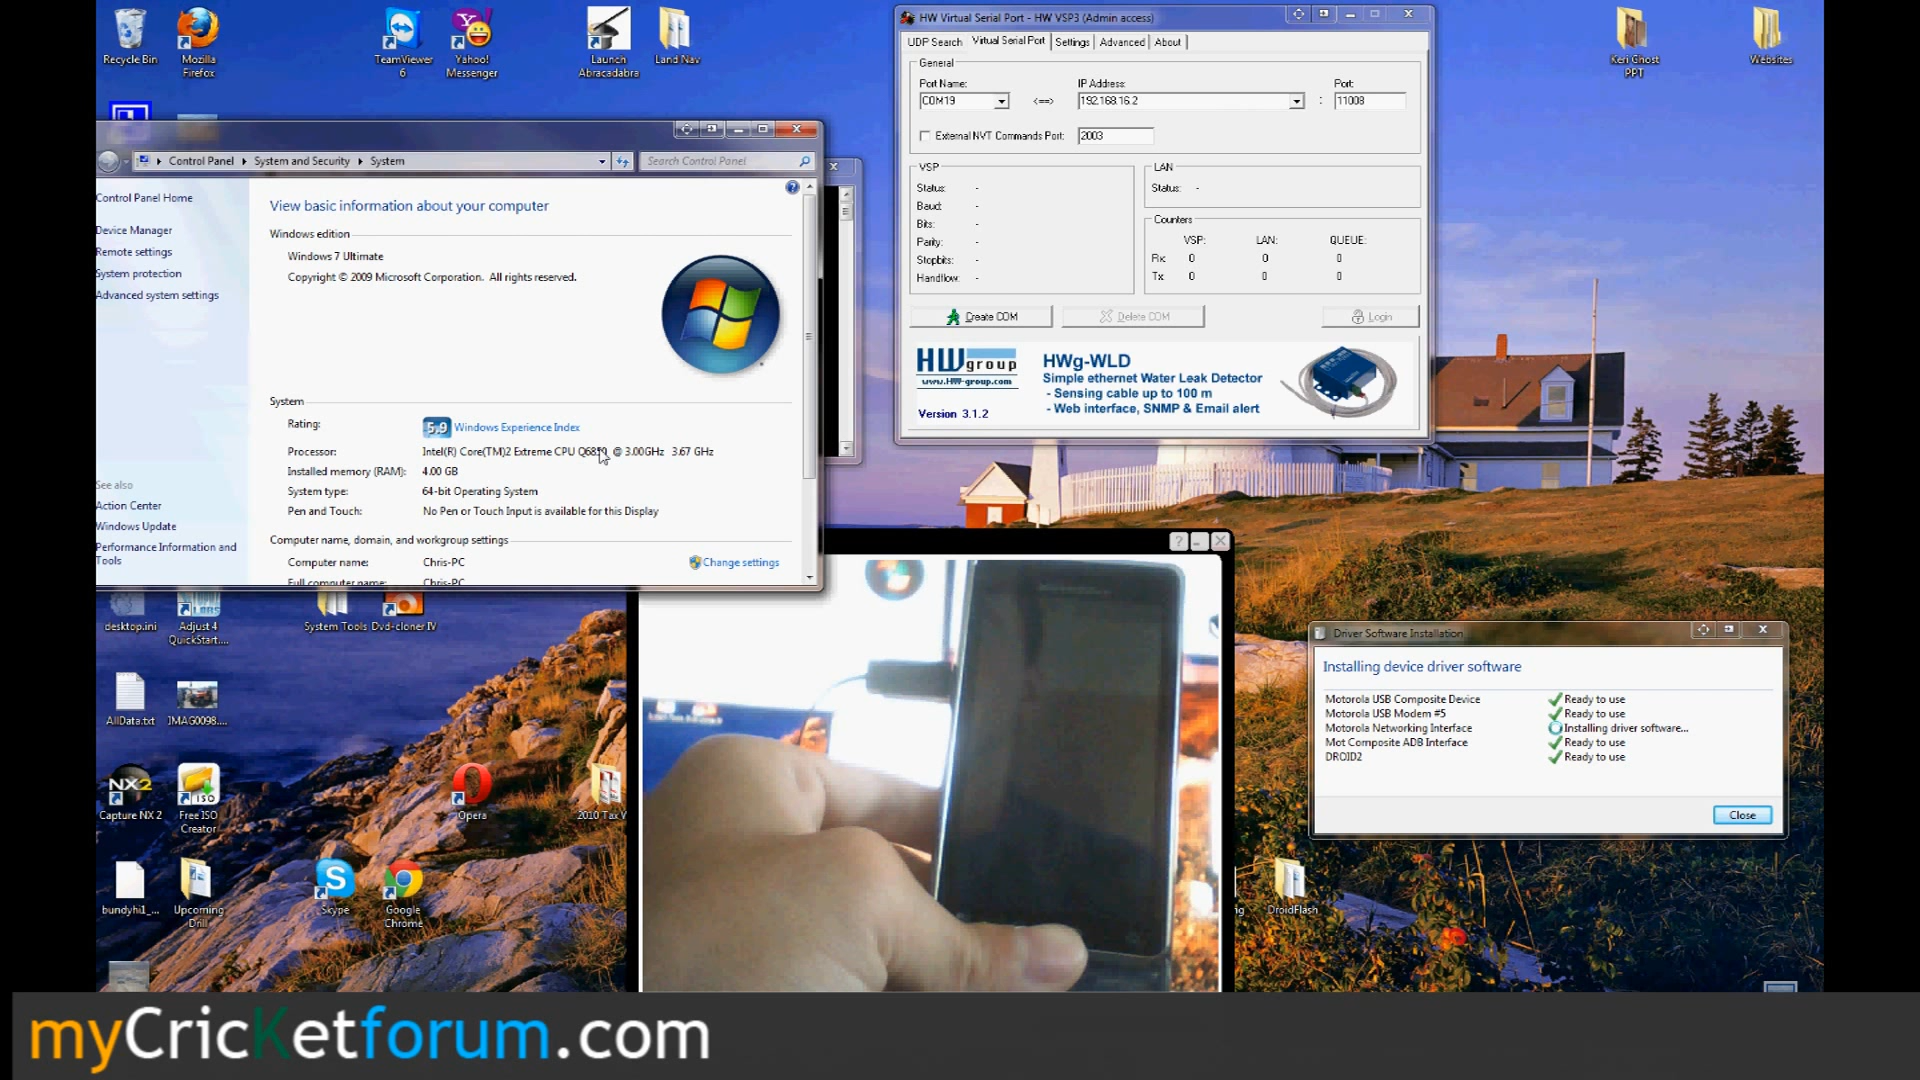 Recycle Bin
Mozilla
Firefox
TeamViewer
6
Yahoo!
Messenger
Launch
Abracadabra
Land Nav
Keri Ghost
PPT
Websites
Control Panel
System and Security
System
Search Control Panel
Control Panel Home
Device Manager
Remote settings
System protection
Advanced system settings
See also
Action Center
Windows Update
Performance Information and
Tools
View basic information about your computer
Windows edition
Windows 7 Ultimate
Copyright © 2009 Microsoft Corporation. All rights reserved.
System
Rating:
5.9 Windows Experience Index
Processor:
Intel(R) Core(TM)2 Extreme CPU Q6850 @ 3.00GHz 3.67 GHz
Installed memory (RAM):
4.00 GB
System type:
64-bit Operating System
Pen and Touch:
No Pen or Touch Input is available for this Display
Computer name, domain, and workgroup settings
Computer name:
Chris-PC
Change settings
Full computer name:
Chris-PC
HW Virtual Serial Port - HW VSP3 (Admin access)
UDP Search
Virtual Serial Port
Settings
Advanced
About
General
Port Name:
IP Address:
Port:
COM19
<==>
192.168.16.2
:
11008
External NVT Commands Port:
2003
VSP
Status: -
Baud: -
Bits: -
Parity: -
Stopbits: -
Handflow: -
LAN
Status: -
Counters
VSP: LAN: QUEUE:
Rx: 0 0 0
Tx: 0 0 0
Create COM
Delete COM
Login
HWgroup
www.HW-group.com
Version 3.1.2
HWg-WLD
Simple ethernet Water Leak Detector
- Sensing cable up to 100 m
- Web interface, SNMP & Email alert
desktop.ini
Adjust 4
QuickStart....
System Tools
Dvd-cloner IV
AllData.txt
IMAG0098....
NX2
Capture NX 2
ISO
Free ISO
Creator
Opera
2010 Tax
bundyhi1_...
Upcoming
Drill
Skype
Google
Chrome
DroidFlash
Driver Software Installation
Installing device driver software
Motorola USB Composite Device
Ready to use
Motorola USB Modem #5
Ready to use
Motorola Networking Interface
Installing driver software...
Mot Composite ADB Interface
Ready to use
DROID2
Ready to use
Close
myCricKetforum.com